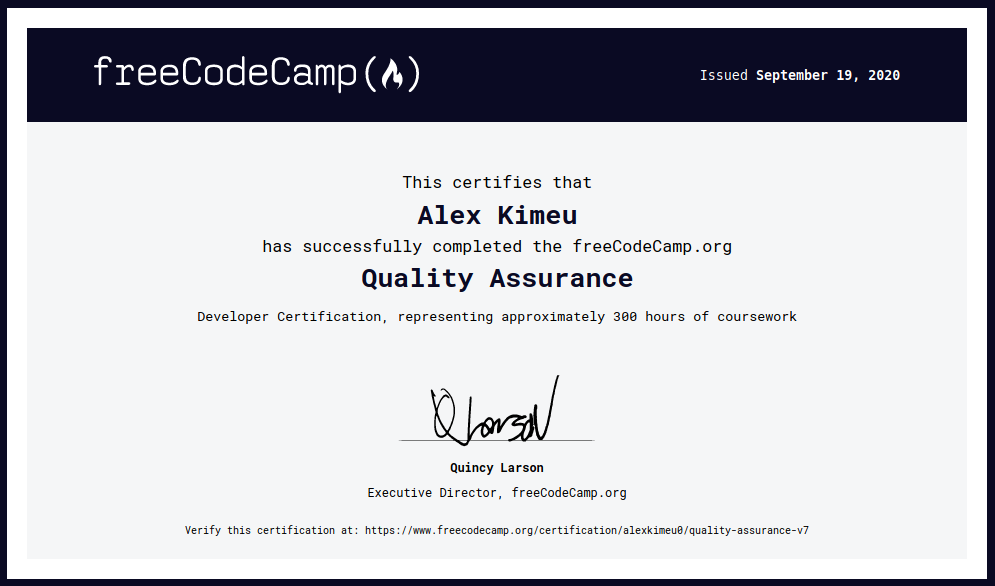 freeCodeCamp(🔥)
Issued September 19, 2020
This certifies that
Alex Kimeu
has successfully completed the freeCodeCamp.org
Quality Assurance
Developer Certification, representing approximately 300 hours of coursework
Q Larson
Quincy Larson
Executive Director, freeCodeCamp.org
Verify this certification at: https://www.freecodecamp.org/certification/alexkimeu0/quality-assurance-v7